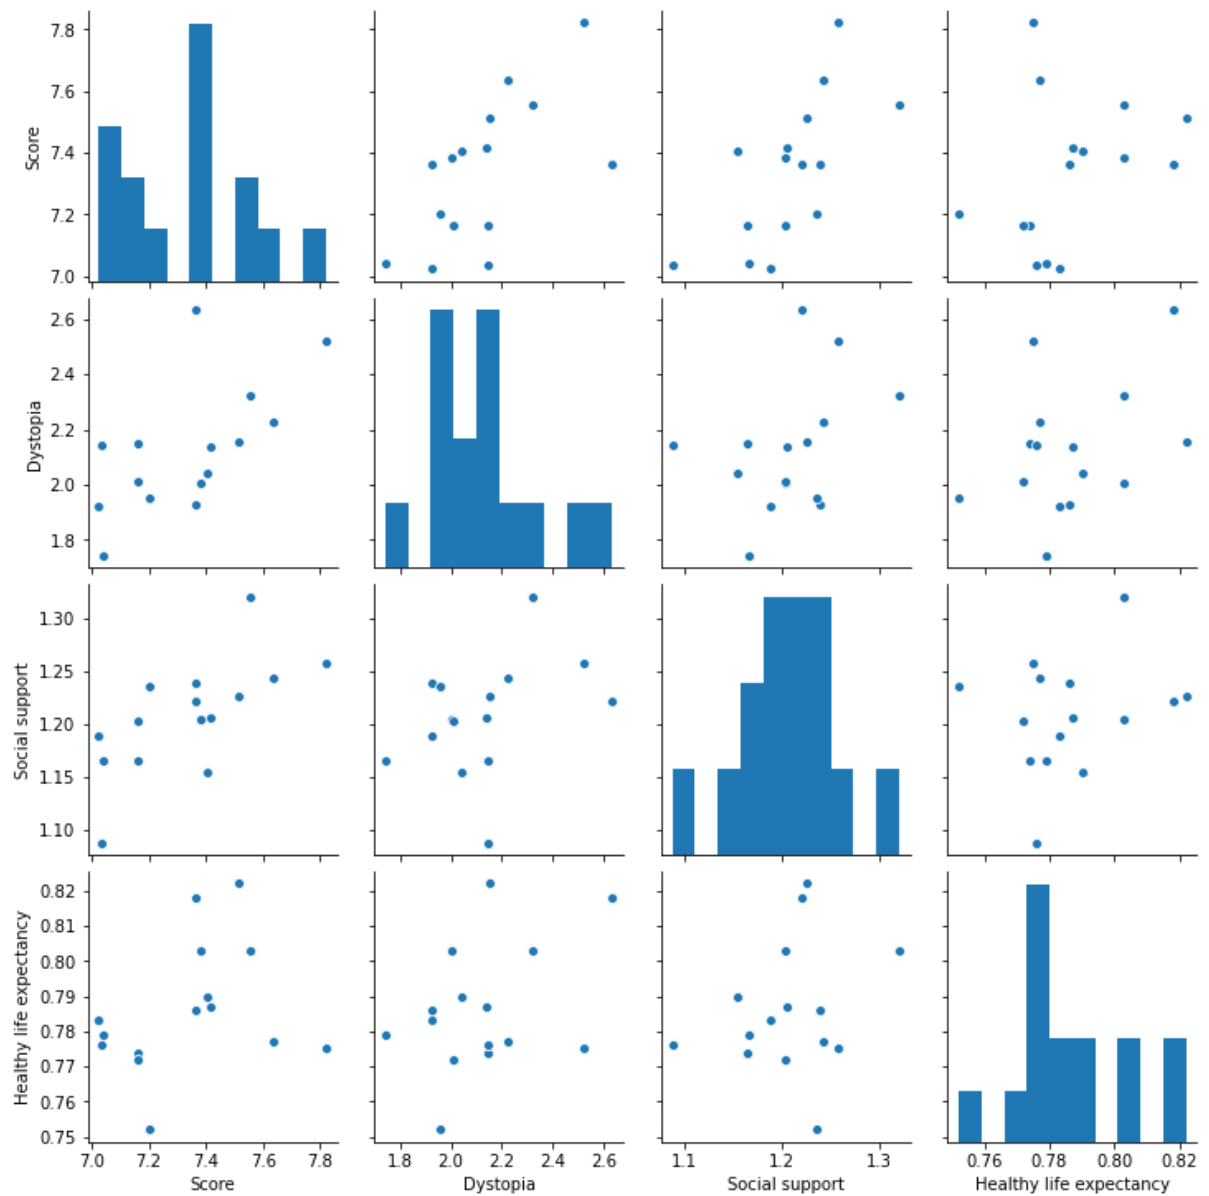 7.8
7.6
7.4
7.2
7.0
Score
2.6
2.4
2.2
2.0
1.8
Dystopia
1.30
1.25
1.20
1.15
1.10
Social support
0.82
0.81
0.80
0.79
0.78
0.77
0.76
0.75
Healthy life expectancy
7.0 7.2 7.4 7.6 7.8
Score
1.8 2.0 2.2 2.4 2.6
Dystopia
1.1 1.2 1.3
Social support
0.76 0.78 0.80 0.82
Healthy life expectancy